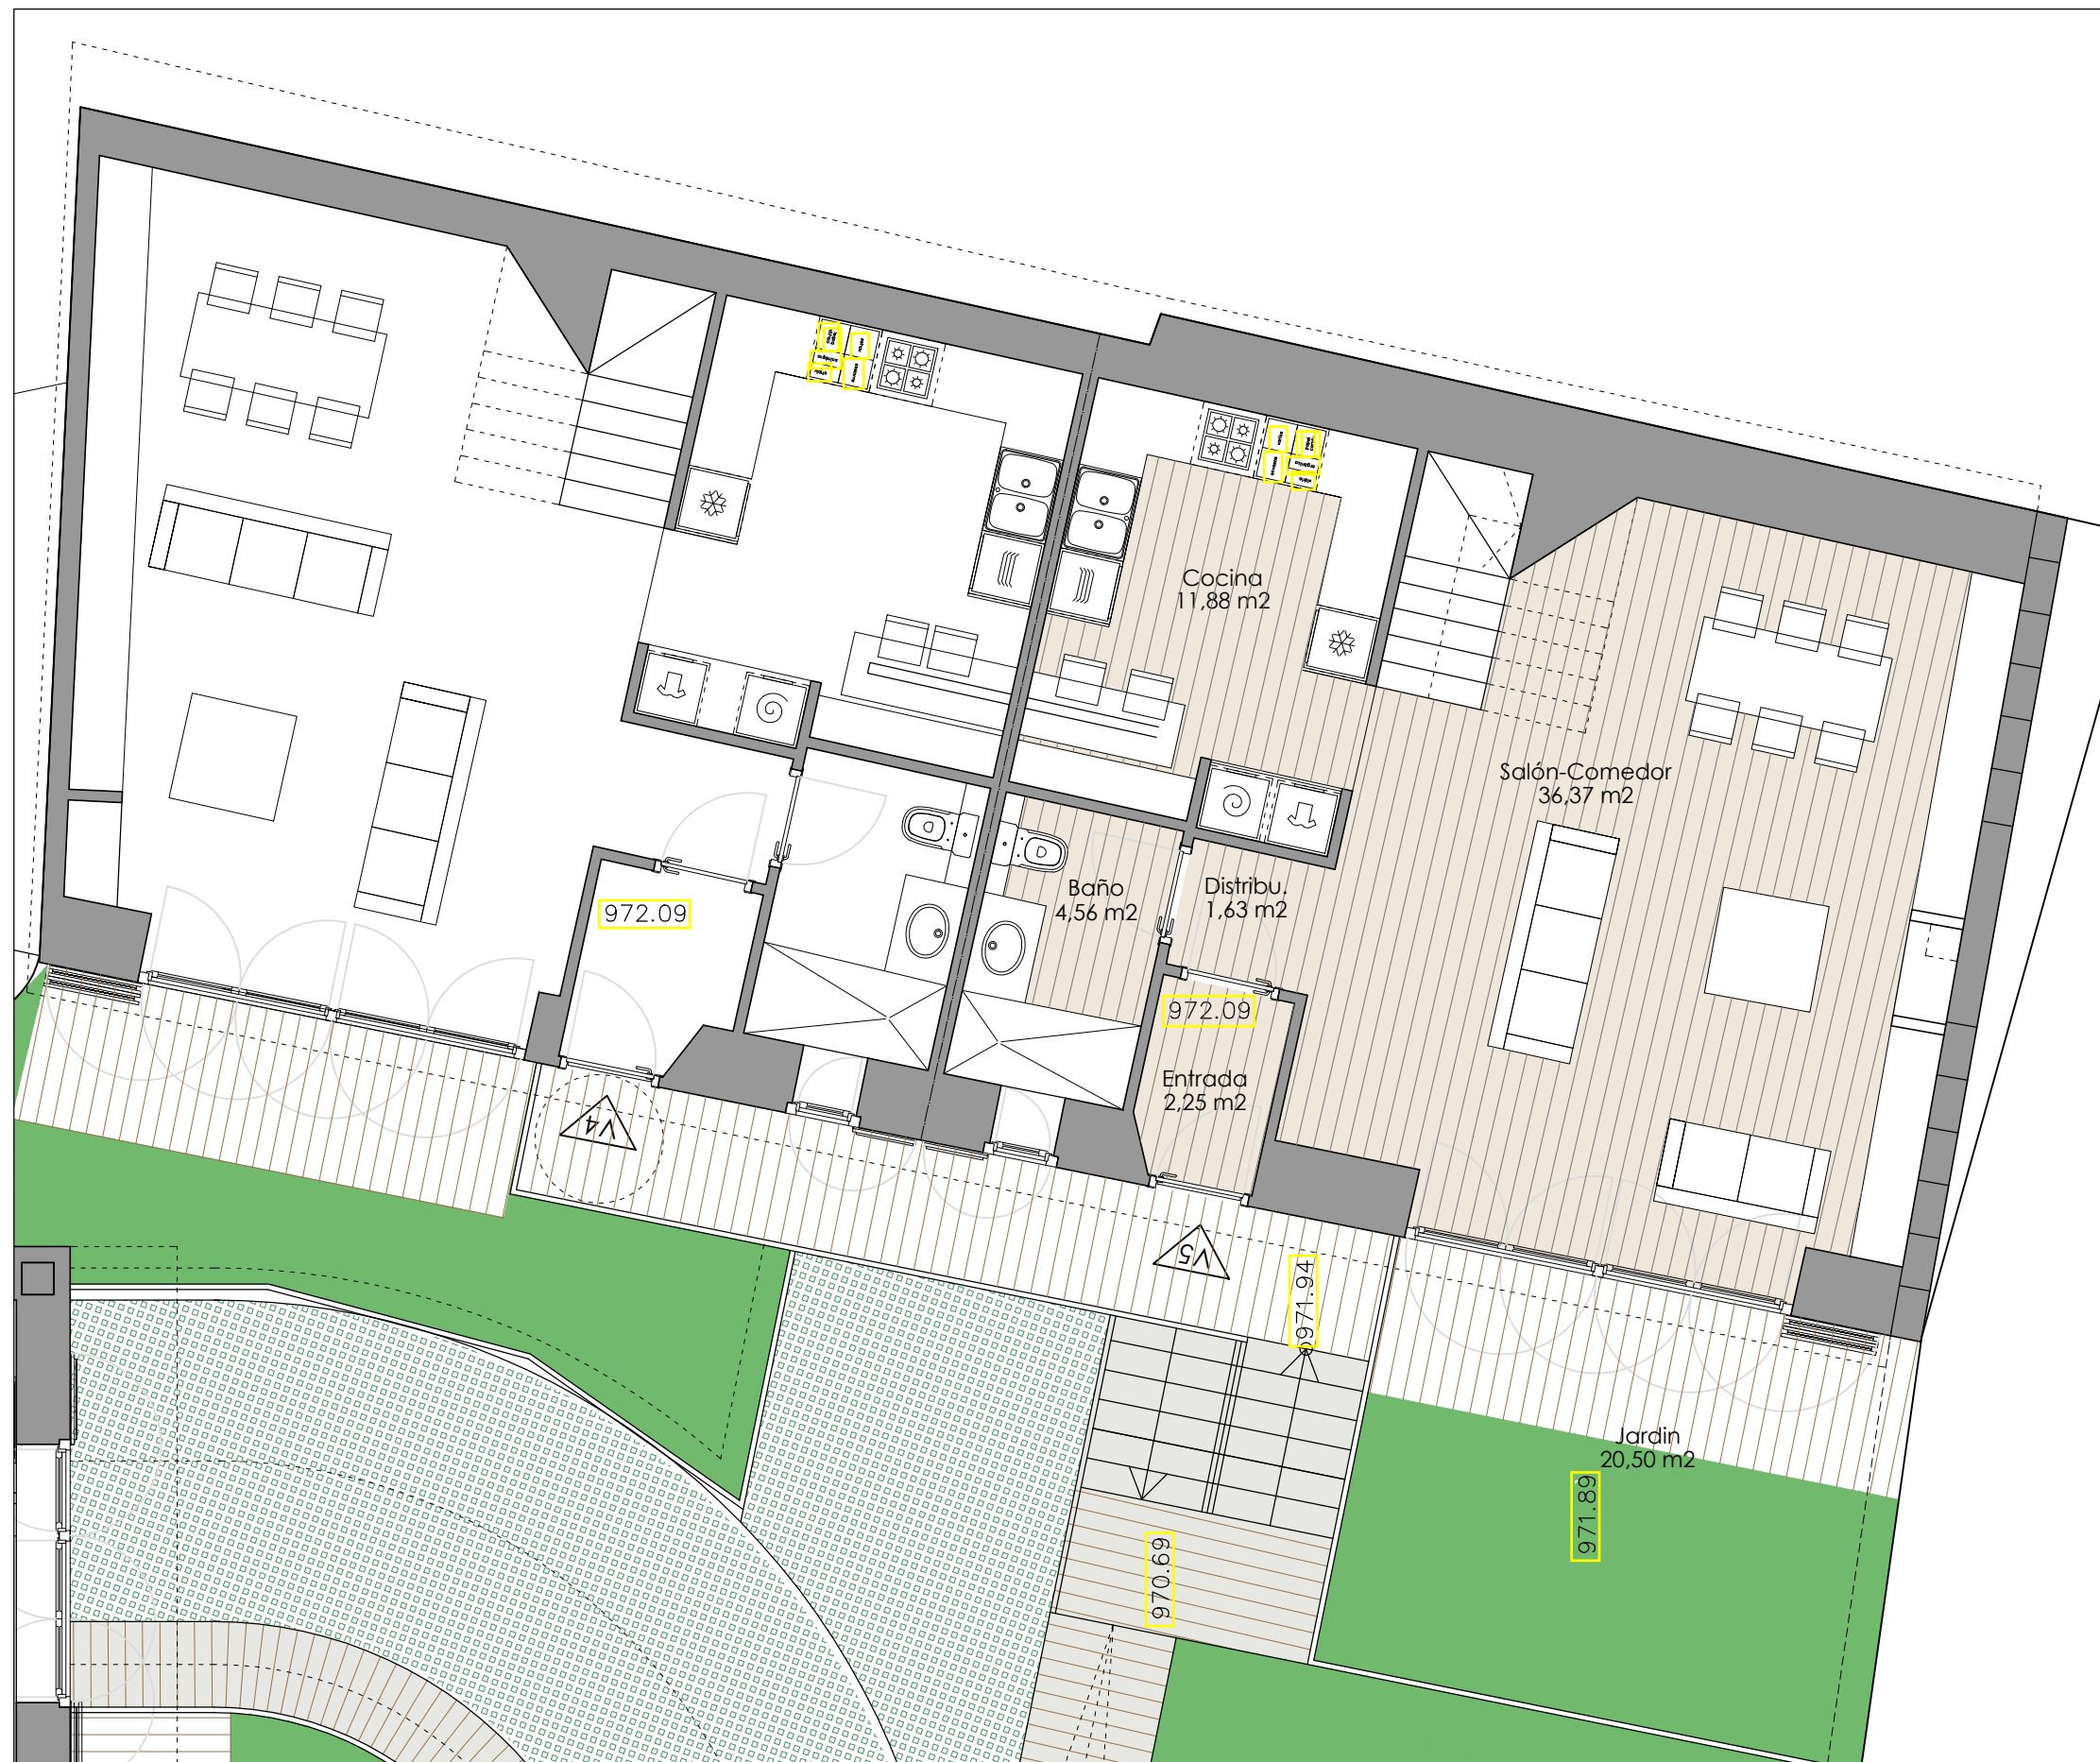 Cocina
11,88 m2
Salón-Comedor
36,37 m2
Baño
4,56 m2
Distribu.
1,63 m2
972.09
972.09
Entrada
2,25 m2
V4
V5
971.94
Jardin
20,50 m2
971.89
970.69